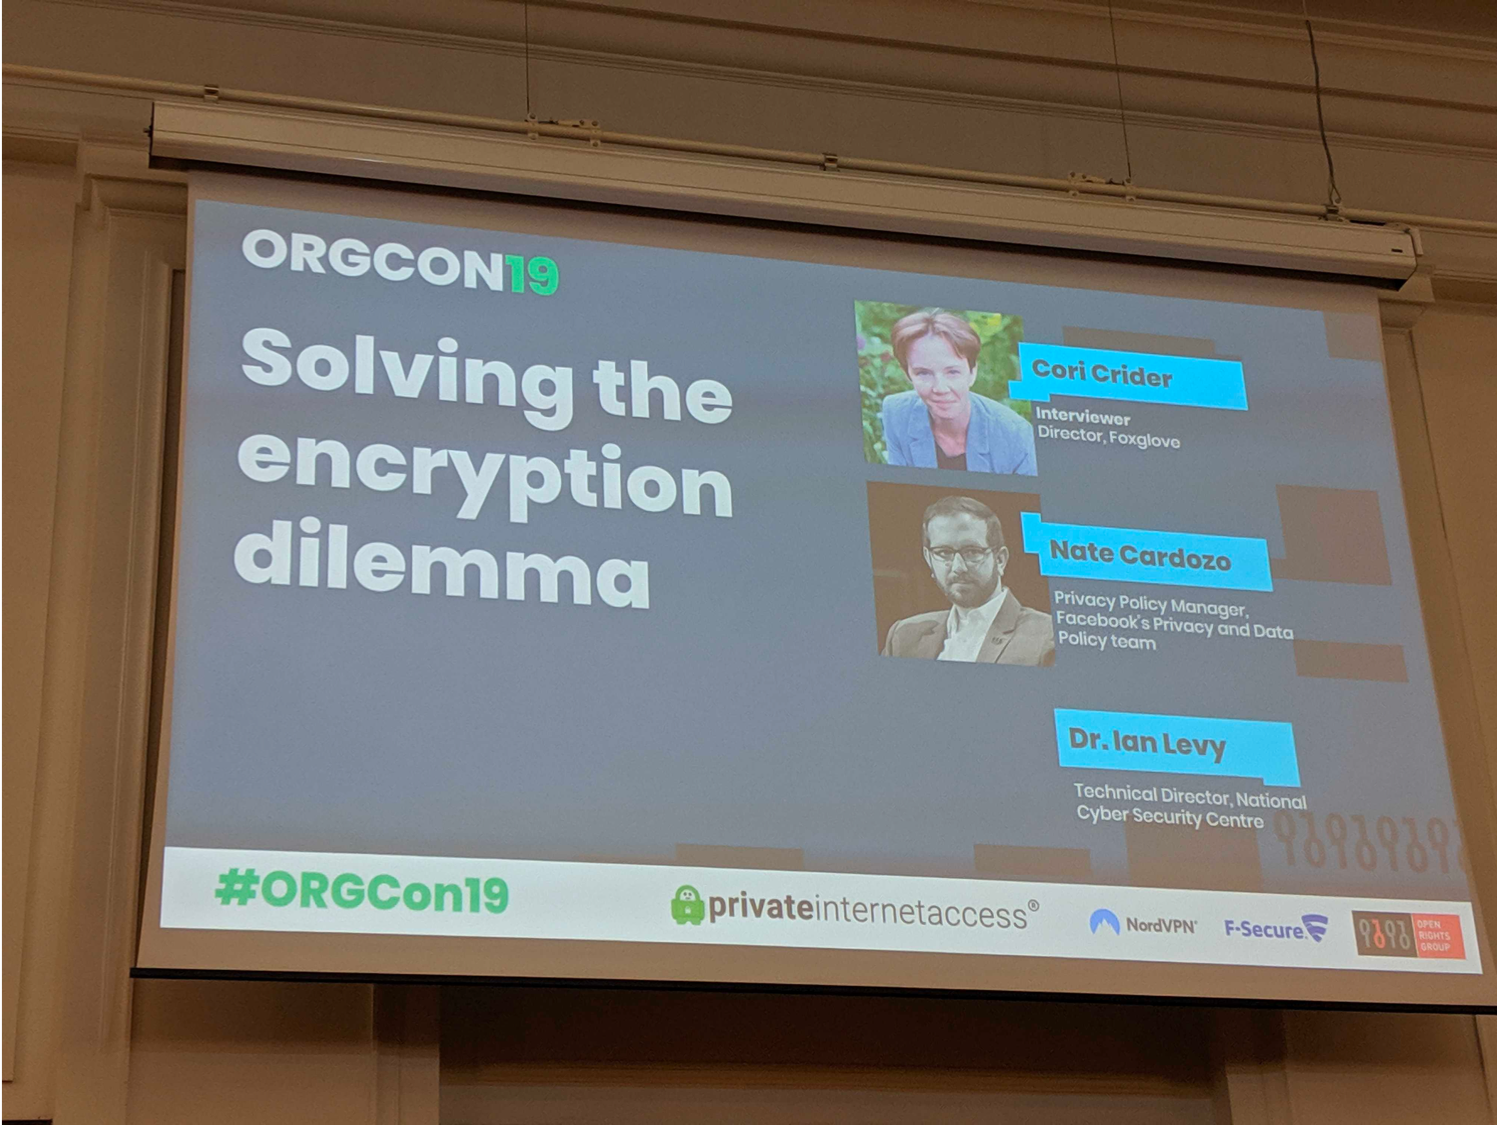 ORGCON19
Solving the
encryption
dilemma
Cori Crider
Interviewer
Director, Foxglove
Nate Cardozo
Privacy Policy Manager,
Facebook's Privacy and Data
Policy team
Dr. Ian Levy
Technical Director, National
Cyber Security Centre
#ORGCon19
privateinternetaccess®
NordVPN®
F-Secure.
OPEN
RIGHTS
GROUP